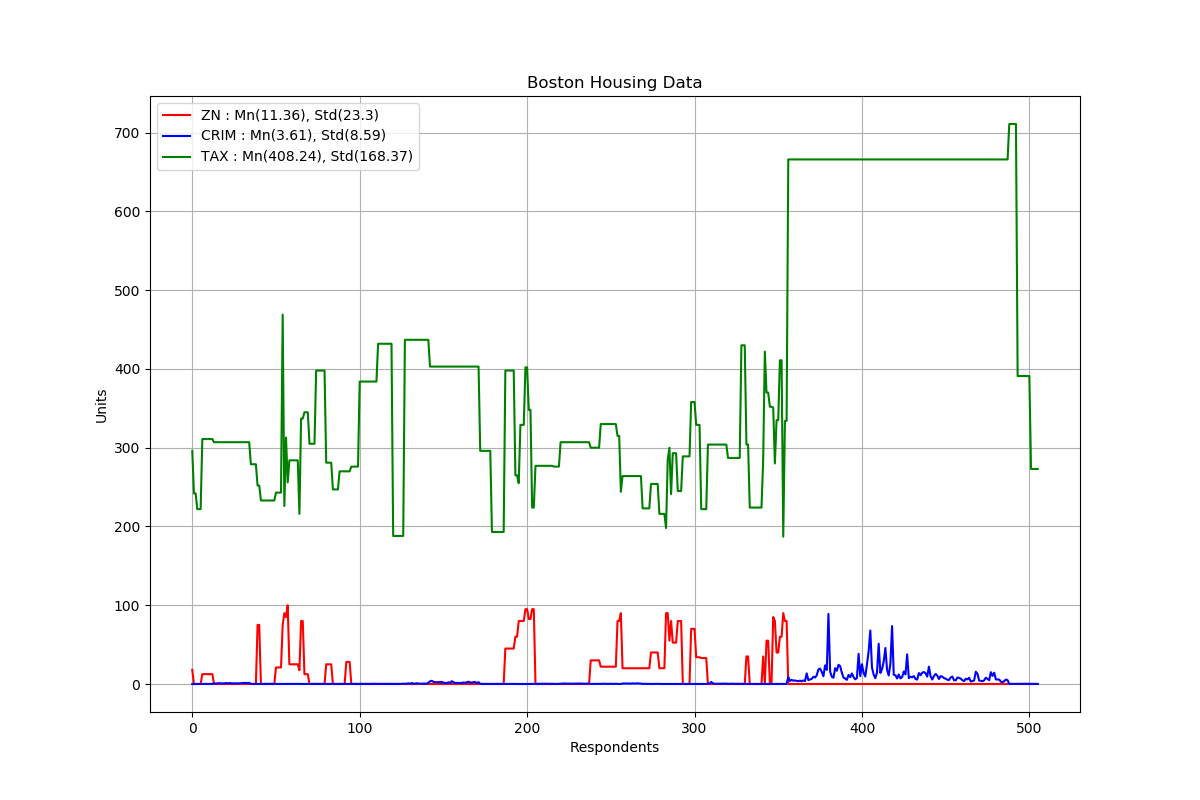 Boston Housing Data
ZN : Mn(11.36), Std(23.3)
CRIM : Mn(3.61), Std(8.59)
TAX : Mn(408.24), Std(168.37)
700
600
500
400
300
200
100
0
Units
0 100 200 300 400 500
Respondents